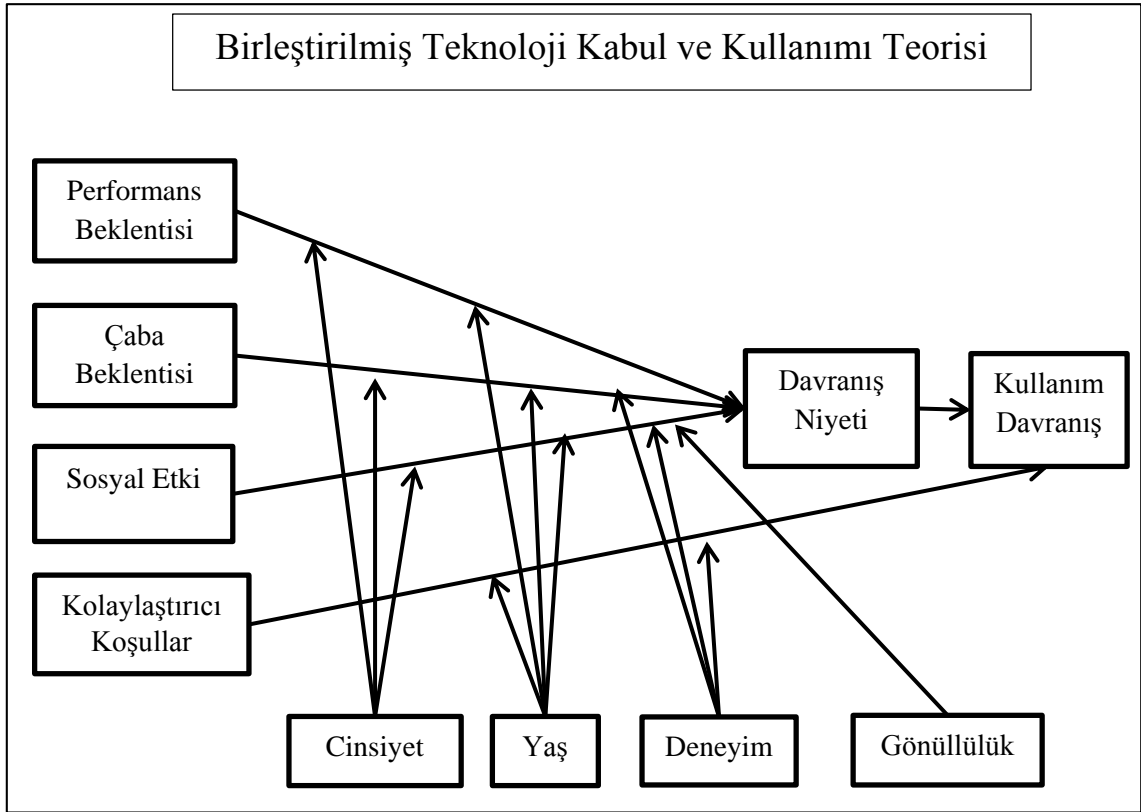 Birleştirilmiş Teknoloji Kabul ve Kullanımı Teorisi
Performans
Beklentisi
Çaba
Beklentisi
Sosyal Etki
Kolaylaştırıcı
Koşullar
Davranış
Niyeti
Kullanım
Davranış
Cinsiyet
Yaş
Deneyim
Gönüllülük